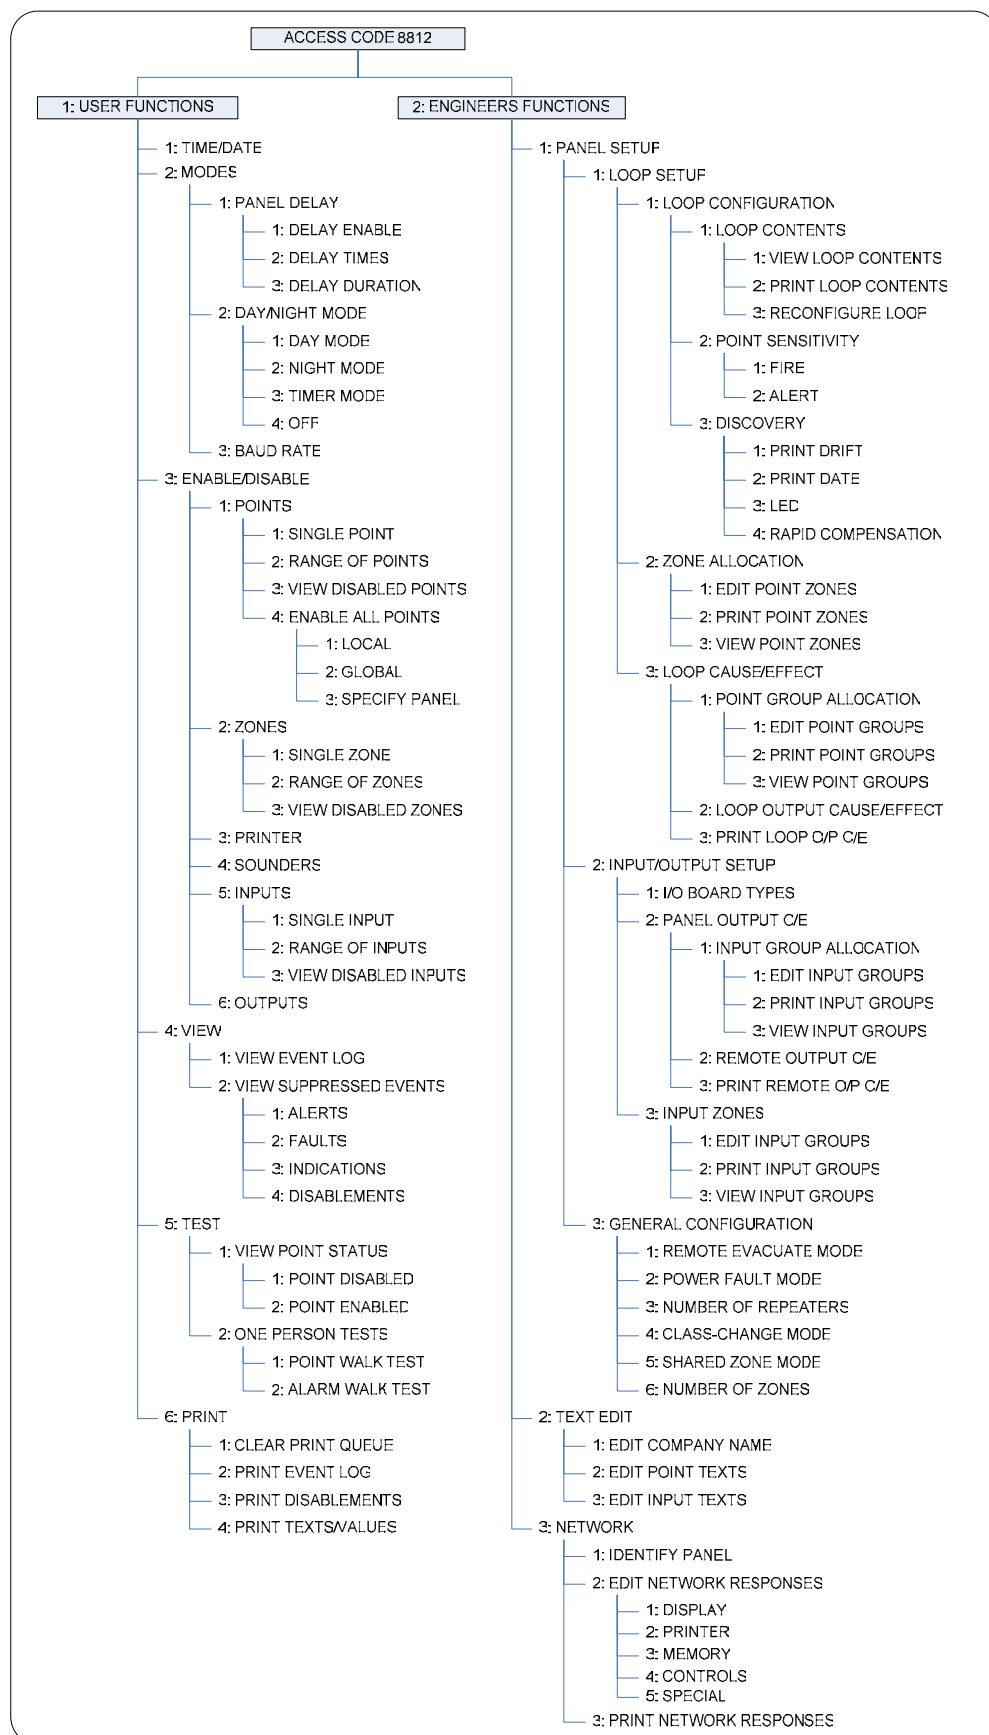 ACCESS CODE 8812
1: USER FUNCTIONS
1: TIME/DATE
2: MODES
1: PANEL DELAY
1: DELAY ENABLE
2: DELAY TIMES
3: DELAY DURATION
2: DAY/NIGHT MODE
1: DAY MODE
2: NIGHT MODE
3: TIMER MODE
4: OFF
3: BAUD RATE
3: ENABLE/DISABLE
1: POINTS
1: SINGLE POINT
2: RANGE OF POINTS
3: VIEW DISABLED POINTS
4: ENABLE ALL POINTS
1: LOCAL
2: GLOBAL
3: SPECIFY PANEL
2: ZONES
1: SINGLE ZONE
2: RANGE OF ZONES
3: VIEW DISABLED ZONES
3: PRINTER
4: SOUNDERS
5: INPUTS
1: SINGLE INPUT
2: RANGE OF INPUTS
3: VIEW DISABLED INPUTS
6: OUTPUTS
4: VIEW
1: VIEW EVENT LOG
2: VIEW SUPPRESSED EVENTS
1: ALERTS
2: FAULTS
3: INDICATIONS
4: DISABLEMENTS
5: TEST
1: VIEW POINT STATUS
1: POINT DISABLED
2: POINT ENABLED
2: ONE PERSON TESTS
1: POINT WALK TEST
2: ALARM WALK TEST
6: PRINT
1: CLEAR PRINT QUEUE
2: PRINT EVENT LOG
3: PRINT DISABLEMENTS
4: PRINT TEXTS/VALUES
2: ENGINEERS FUNCTIONS
1: PANEL SETUP
1: LOOP SETUP
1: LOOP CONFIGURATION
1: LOOP CONTENTS
1: VIEW LOOP CONTENTS
2: PRINT LOOP CONTENTS
3: RECONFIGURE LOOP
2: POINT SENSITIVITY
1: FIRE
2: ALERT
3: DISCOVERY
1: PRINT DRIFT
2: PRINT DATE
3: LED
4: RAPID COMPENSATION
2: ZONE ALLOCATION
1: EDIT POINT ZONES
2: PRINT POINT ZONES
3: VIEW POINT ZONES
3: LOOP CAUSE/EFFECT
1: POINT GROUP ALLOCATION
1: EDIT POINT GROUPS
2: PRINT POINT GROUPS
3: VIEW POINT GROUPS
2: LOOP OUTPUT CAUSE/EFFECT
3: PRINT LOOP O/P C/E
2: INPUT/OUTPUT SETUP
1: I/O BOARD TYPES
2: PANEL OUTPUT C/E
1: INPUT GROUP ALLOCATION
1: EDIT INPUT GROUPS
2: PRINT INPUT GROUPS
3: VIEW INPUT GROUPS
2: REMOTE OUTPUT C/E
3: PRINT REMOTE O/P C/E
3: INPUT ZONES
1: EDIT INPUT GROUPS
2: PRINT INPUT GROUPS
3: VIEW INPUT GROUPS
3: GENERAL CONFIGURATION
1: REMOTE EVACUATE MODE
2: POWER FAULT MODE
3: NUMBER OF REPEATERS
4: CLASS-CHANGE MODE
5: SHARED ZONE MODE
6: NUMBER OF ZONES
2: TEXT EDIT
1: EDIT COMPANY NAME
2: EDIT POINT TEXTS
3: EDIT INPUT TEXTS
3: NETWORK
1: IDENTIFY PANEL
2: EDIT NETWORK RESPONSES
1: DISPLAY
2: PRINTER
3: MEMORY
4: CONTROLS
5: SPECIAL
3: PRINT NETWORK RESPONSES